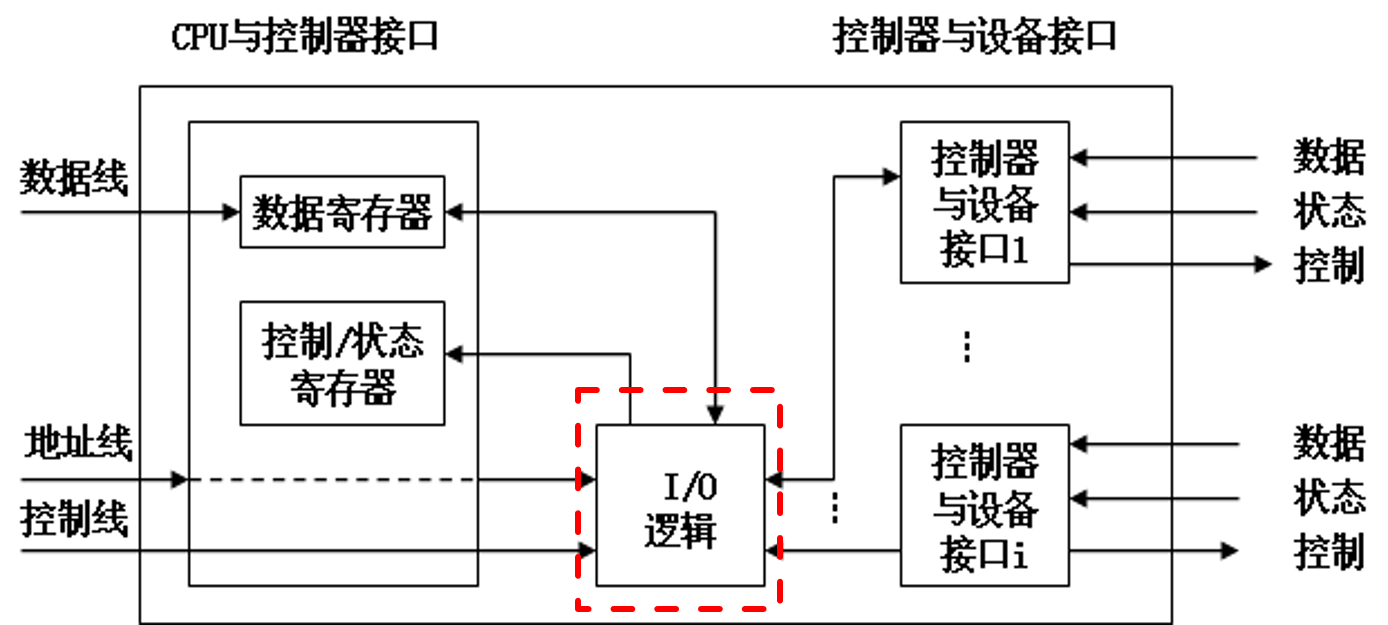 CPU与控制器接口
控制器与设备接口
数据线
数据寄存器
控制/状态
寄存器
地址线
控制线
I/O
逻辑
控制器
与设备
接口1
数据
状态
控制
控制器
与设备
接口i
数据
状态
控制